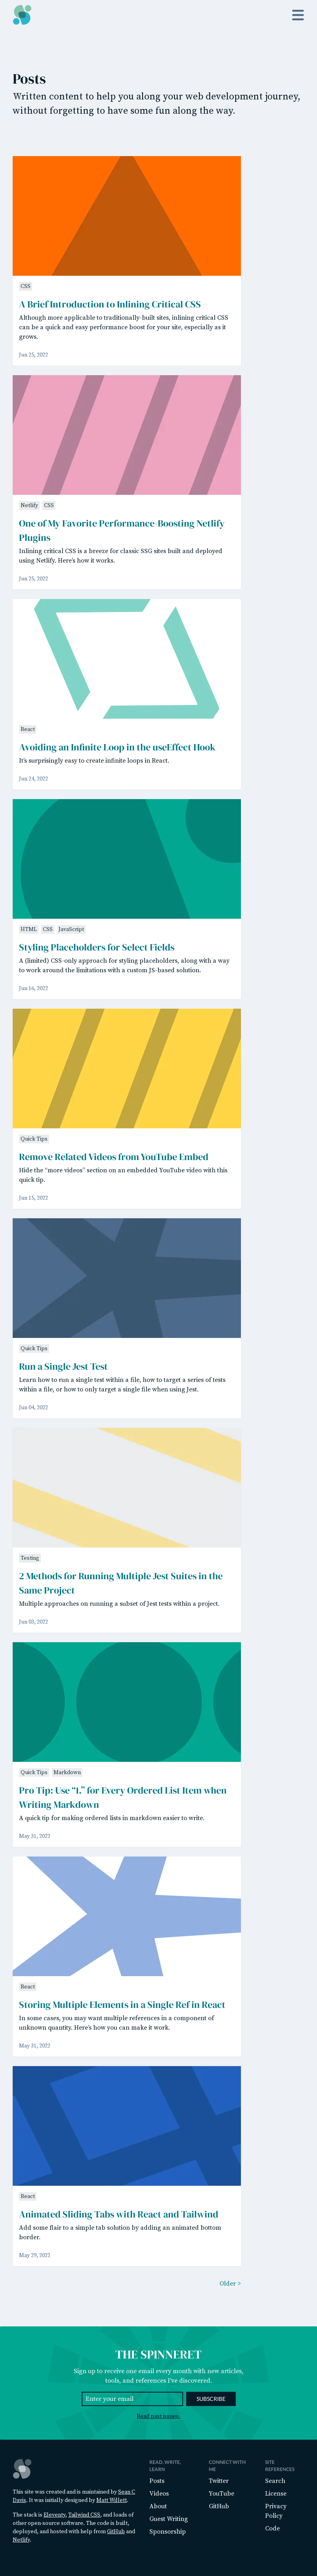 Posts
Written content to help you along your web development journey,
without forgetting to have some fun along the way.
CSS
A Brief Introduction to Inlining Critical CSS
Although more applicable to traditionally-built sites, inlining critical CSS
can be a quick and easy performance boost for your site, especially as it
grows.
Jun 25, 2022
Netlify CSS
One of My Favorite Performance-Boosting Netlify
Plugins
Inlining critical CSS is a breeze for classic SSG sites built and deployed
using Netlify. Here's how it works.
Jun 25, 2022
React
Avoiding an Infinite Loop in the useEffect Hook
It's surprisingly easy to create infinite loops in React.
Jun 24, 2022
HTML CSS JavaScript
Styling Placeholders for Select Fields
A (limited) CSS-only approach for styling placeholders, along with a way
to work around the limitations with a custom JS-based solution.
Jun 16, 2022
Quick Tips
Remove Related Videos from YouTube Embed
Hide the “more videos” section on an embedded YouTube video with this
quick tip.
Jun 15, 2022
Quick Tips
Run a Single Jest Test
Learn how to run a single test within a file, how to target a series of tests
within a file, or how to only target a single file when using Jest.
Jun 04, 2022
Testing
2 Methods for Running Multiple Jest Suites in the
Same Project
Multiple approaches on running a subset of Jest tests within a project.
Jun 03, 2022
Quick Tips Markdown
Pro Tip: Use “1.” for Every Ordered List Item when
Writing Markdown
A quick tip for making ordered lists in markdown easier to write.
May 31, 2022
React
Storing Multiple Elements in a Single Ref in React
In some cases, you may want multiple references in a component of
unknown quantity. Here's how you can make it work.
May 31, 2022
React
Animated Sliding Tabs with React and Tailwind
Add some flair to a simple tab solution by adding an animated bottom
border.
May 29, 2022
Older >
THE SPINNERET
Sign up to receive one email every month with new articles,
tools, and references I've discovered.
Enter your email SUBSCRIBE
Read past issues.
This site was created and is maintained by Sean C
Davis. It was initially designed by Matt Willett.
The stack is Eleventy, Tailwind CSS, and loads of
other open-source software. The code is built,
deployed, and hosted with help from GitHub and
Netlify.
READ, WRITE,
LEARN
Posts
Videos
About
Guest Writing
Sponsorship
CONNECT WITH
ME
Twitter
YouTube
GitHub
SITE
REFERENCES
Search
License
Privacy
Policy
Code